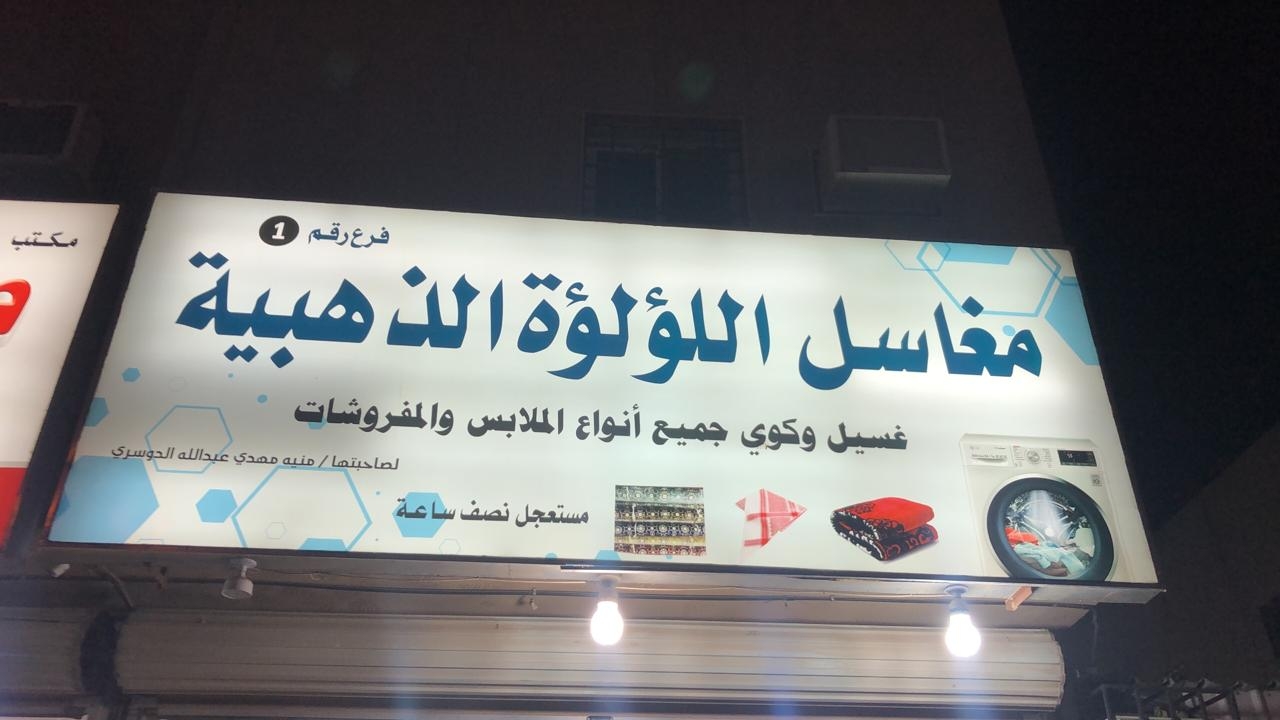 فرع رقم 1
مغاسل اللؤلؤة الذهبية
غسيل وكوي جميع أنواع الملابس والمفروشات
لصاحبتها / منيه مهدي عبدالله الدوسري
مستعجل نصف ساعة
مكتب